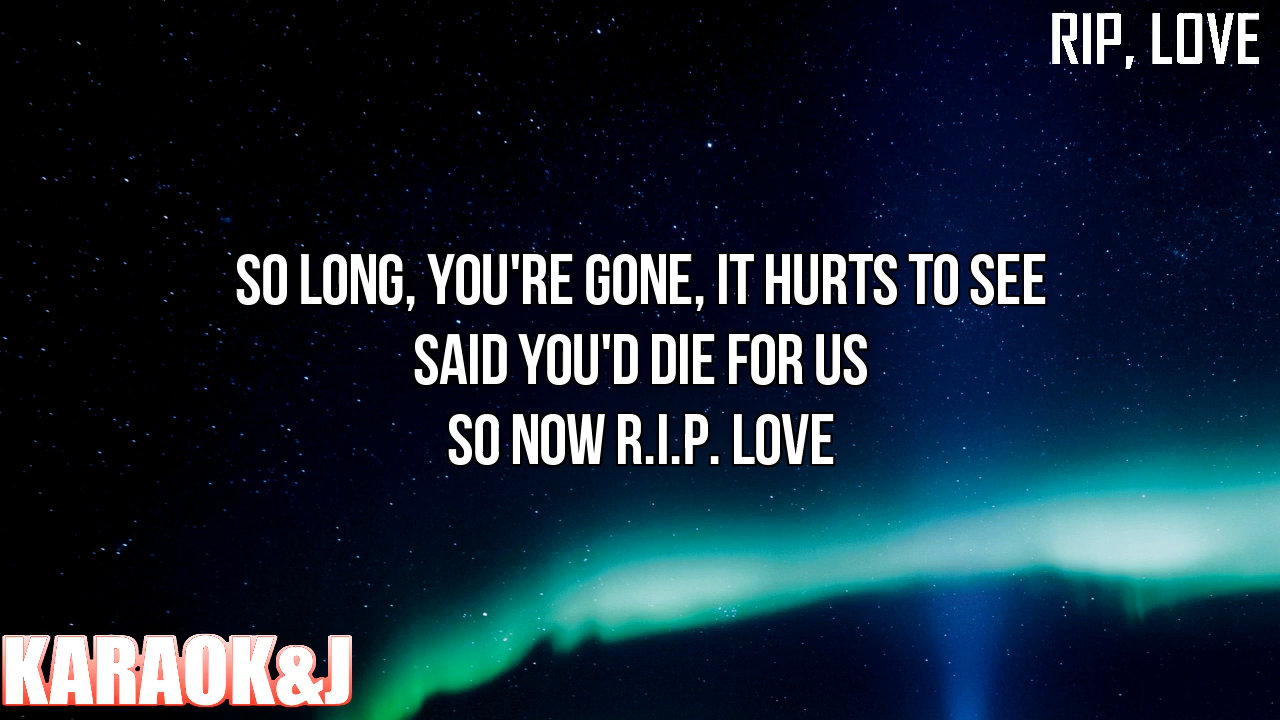 RIP, LOVE
SO LONG, YOU'RE GONE, IT HURTS TO SEE
SAID YOU'D DIE FOR US
SO NOW R.I.P. LOVE
KARAOK&J